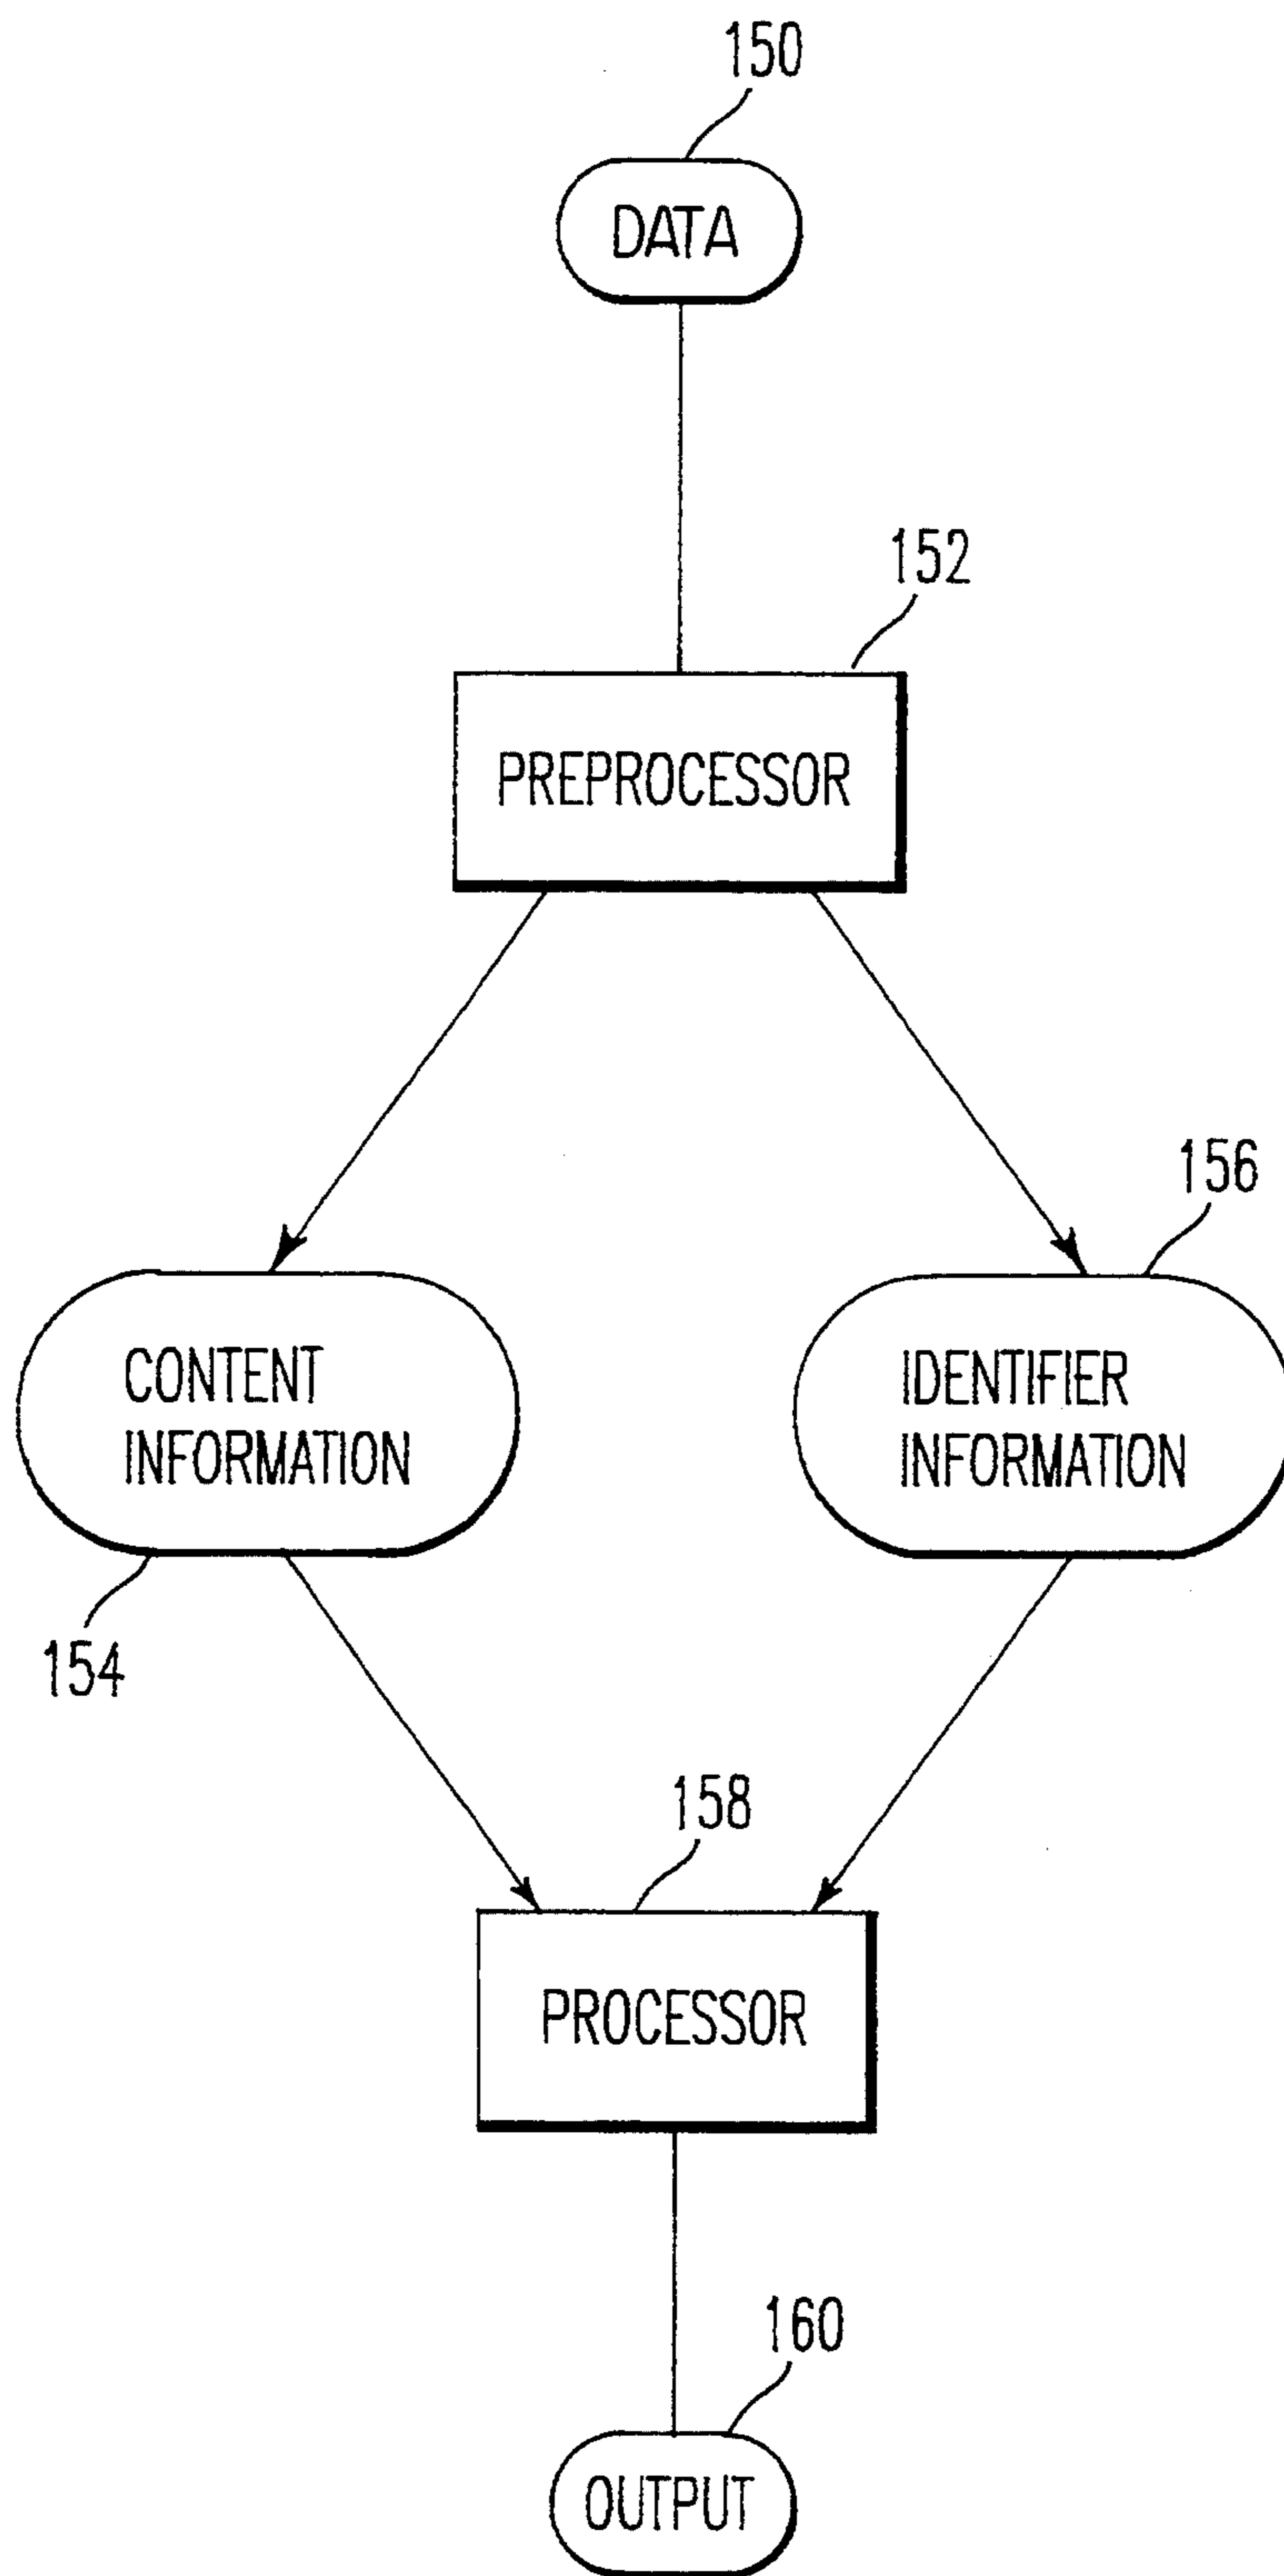 150
DATA
152
PREPROCESSOR
156
CONTENT
INFORMATION
IDENTIFIER
INFORMATION
154
158
PROCESSOR
160
OUTPUT